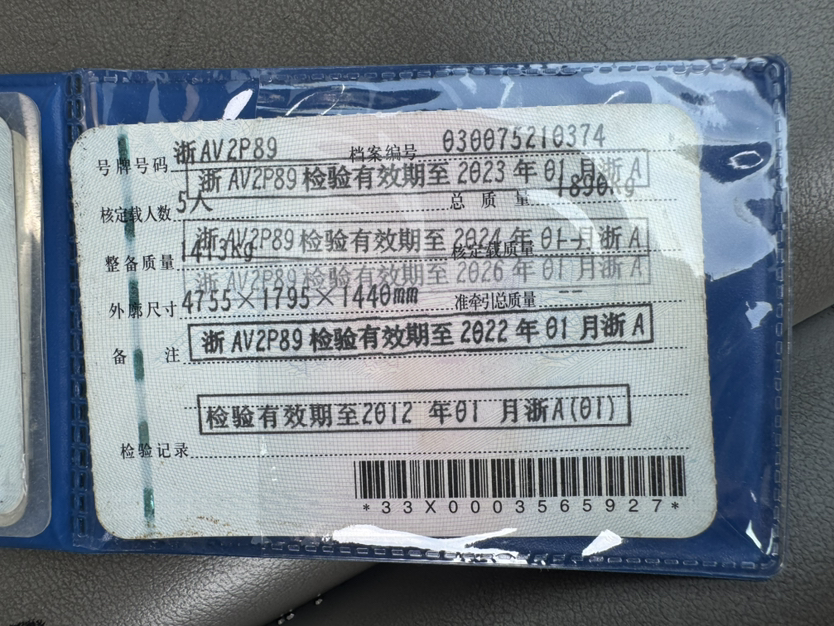 号牌号码 浙AV2P89 档案编号 030075210374
浙AV2P89检验有效期至2023年01月浙A
核定载人数 5人 总质量 1890Kg
浙AV2P89检验有效期至2024年01月浙A
整备质量 1413Kg 核定载质量 --
浙AV2P89检验有效期至2026年01月浙A
外廓尺寸 4755×1795×1440mm 准牵引总质量 --
浙AV2P89检验有效期至2022年01月浙A
备注
检验有效期至2012 年01 月浙A(01)
检验记录
*33X0003565927*